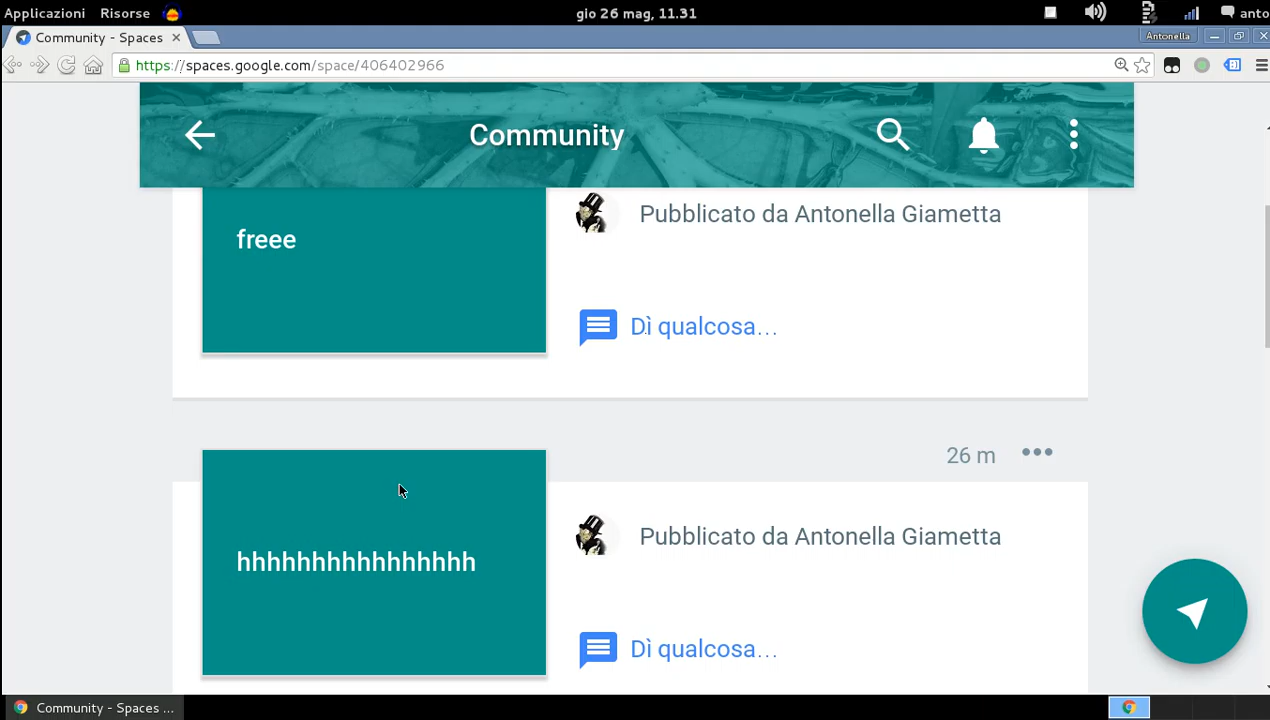 Applicazioni Risorse gio 26 mag, 11.31 anto
Community - Spaces Antonella
https://spaces.google.com/space/406402966
Community
freee
Pubblicato da Antonella Giametta
Dì qualcosa...
26 m
hhhhhhhhhhhhhhhh
Pubblicato da Antonella Giametta
Dì qualcosa...
Community - Spaces ...